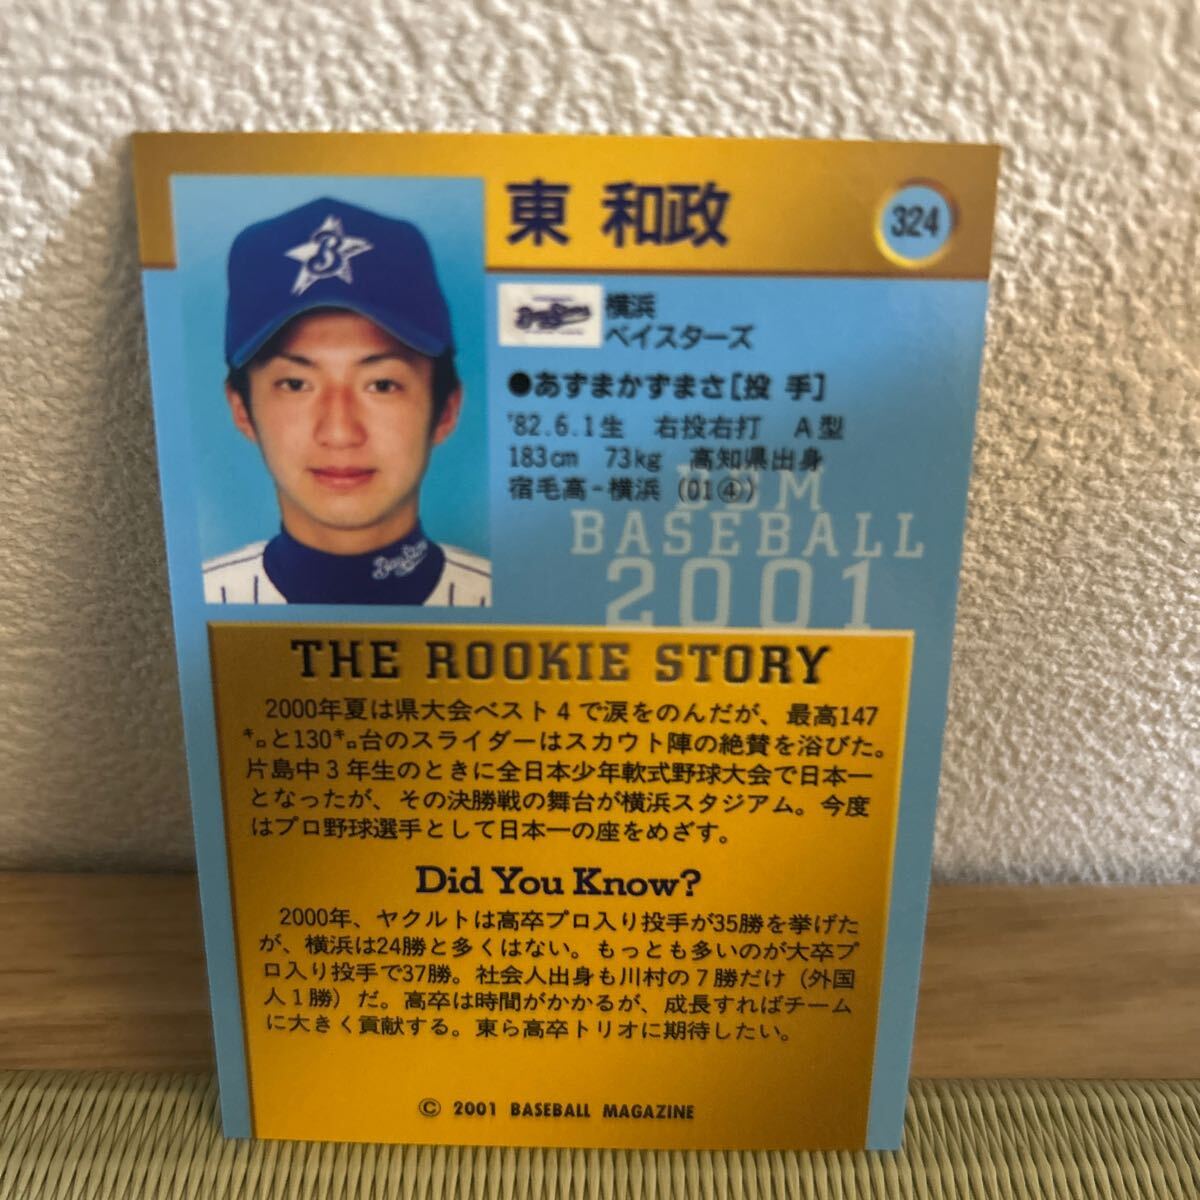 東 和政
324
B
BayStars
横浜
ベイスターズ
●あずまかずまさ[投 手]
'82.6.1生 右投右打 A型
183cm 73kg 高知県出身
宿毛高-横浜 (01④)
BBM
BASEBALL
2001
BayStars
THE ROOKIE STORY
2000年夏は県大会ベスト4で涙をのんだが、最高147
㌔と130㌔台のスライダーはスカウト陣の絶賛を浴びた。
片島中3年生のときに全日本少年軟式野球大会で日本一
となったが、その決勝戦の舞台が横浜スタジアム。今度
はプロ野球選手として日本一の座をめざす。
Did You Know?
2000年、ヤクルトは高卒プロ入り投手が35勝を挙げた
が、横浜は24勝と多くはない。もっとも多いのが大卒プ
ロ入り投手で37勝。社会人出身も川村の7勝だけ（外国
人1勝）だ。高卒は時間がかかるが、成長すればチーム
に大きく貢献する。東ら高卒トリオに期待したい。
© 2001 BASEBALL MAGAZINE